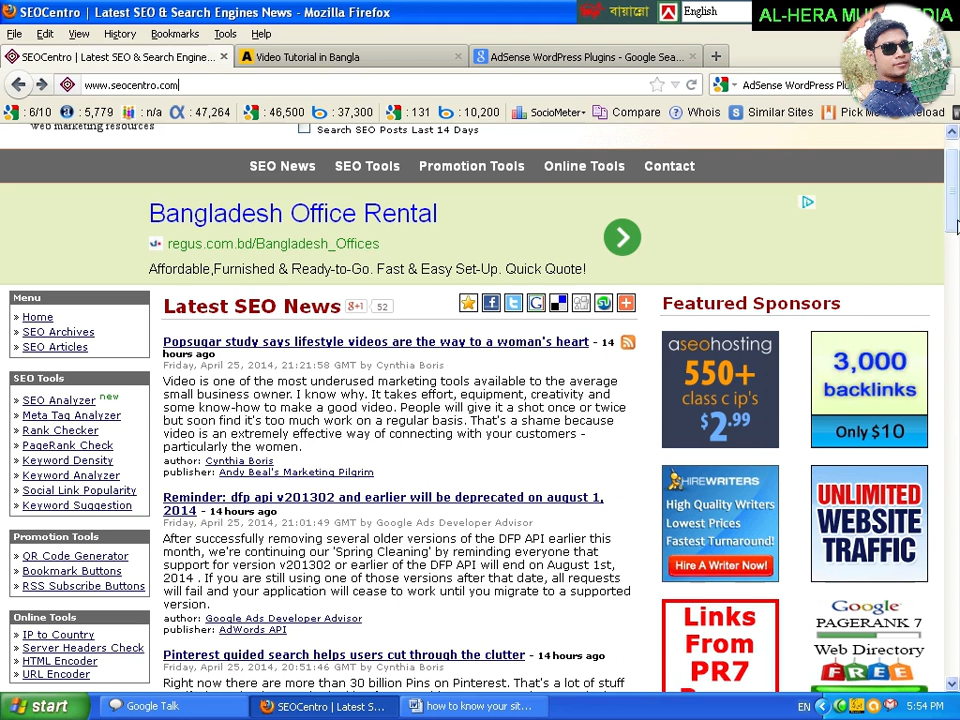 SEOCentro | Latest SEO & Search Engines News - Mozilla Firefox
বায়ান্নো
English
AL-HERA MUL
EDIA
File Edit View History Bookmarks Tools Help
SEOCentro | Latest SEO & Search Engine...
Video Tutorial in Bangla
AdSense WordPress Plugins - Google Sea...
www.seocentro.com
AdSense WordPress Plu
: 6/10 : 5,779 : n/a : 47,264 : 46,500 : 37,300 : 131 : 10,200 SocioMeter Compare Whois Similar Sites Pick Me eload
web marketing resources
Search SEO Posts Last 14 Days
SEO News SEO Tools Promotion Tools Online Tools Contact
Bangladesh Office Rental
regus.com.bd/Bangladesh_Offices
Affordable,Furnished & Ready-to-Go. Fast & Easy Set-Up. Quick Quote!
Menu
» Home
» SEO Archives
» SEO Articles
SEO Tools
» SEO Analyzer new
» Meta Tag Analyzer
» Rank Checker
» PageRank Check
» Keyword Density
» Keyword Analyzer
» Social Link Popularity
» Keyword Suggestion
Promotion Tools
» QR Code Generator
» Bookmark Buttons
» RSS Subscribe Buttons
Online Tools
» IP to Country
» Server Headers Check
» HTML Encoder
» URL Encoder
Latest SEO News
g+1 52
Popsugar study says lifestyle videos are the way to a woman's heart - 14
hours ago
Friday, April 25, 2014, 21:21:58 GMT by Cynthia Boris
Video is one of the most underused marketing tools available to the average
small business owner. I know why. It takes effort, equipment, creativity and
some know-how to make a good video. People will give it a shot once or twice
but soon find it's too much work on a regular basis. That's a shame because
video is an extremely effective way of connecting with your customers -
particularly the women.
author: Cynthia Boris
publisher: Andy Beal's Marketing Pilgrim
Reminder: dfp api v201302 and earlier will be deprecated on august 1,
2014 - 14 hours ago
Friday, April 25, 2014, 21:01:49 GMT by Google Ads Developer Advisor
After successfully removing several older versions of the DFP API earlier this
month, we're continuing our 'Spring Cleaning' by reminding everyone that
support for version v201302 or earlier of the DFP API will end on August 1st,
2014 . If you are still using one of those versions after that date, all requests
will fail and your application will cease to work until you migrate to a supported
version.
author: Google Ads Developer Advisor
publisher: AdWords API
Pinterest guided search helps users cut through the clutter - 14 hours ago
Friday, April 25, 2014, 20:51:46 GMT by Cynthia Boris
Right now there are more than 30 billion Pins on Pinterest. That's a lot of stuff
Featured Sponsors
aseohosting
550+
class c ip's
$2.99
3,000
backlinks
Only $10
HIREWRITERS
High Quality Writers
Lowest Prices
Fastest Turnaround!
Hire A Writer Now!
UNLIMITED
WEBSITE
TRAFFIC
Links
From
PR7
Google
PAGERANK 7
Web Directory
FREE
start
Google Talk
SEOCentro | Latest S...
how to know your sit...
EN
5:54 PM